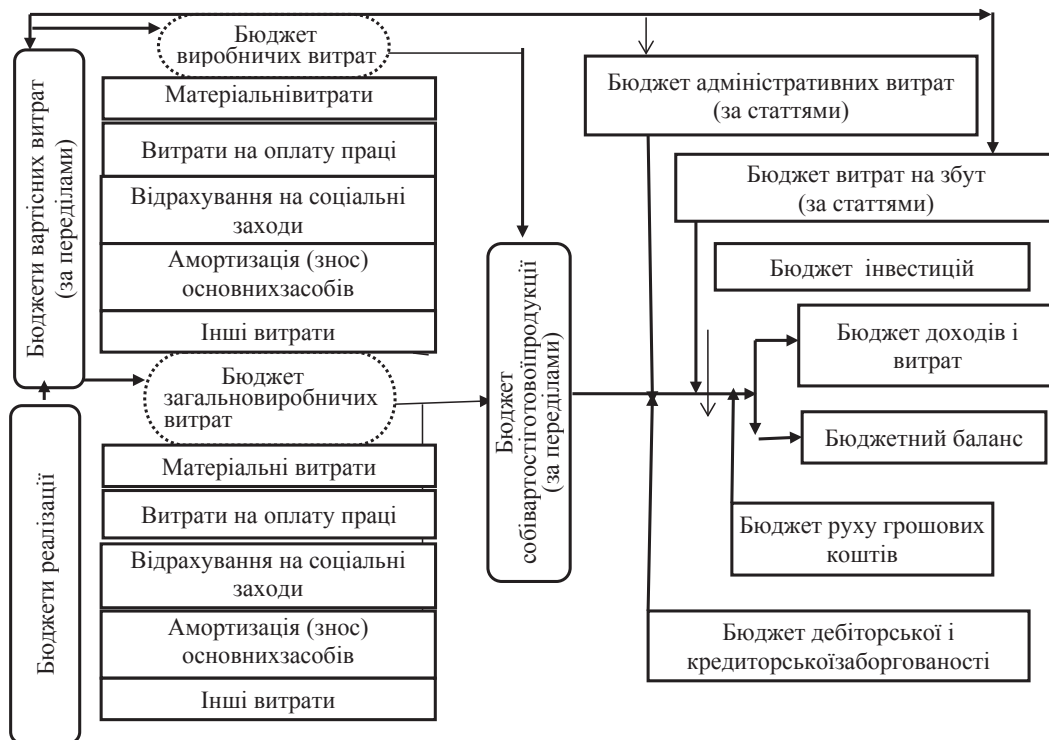 Бюджети вартісних витрат
(за переділами)
Бюджети реалізації
Бюджет
виробничих витрат
Матеріальнівитрати
Витрати на оплату праці
Відрахування на соціальні
заходи
Амортизація (знос)
основнихзасобів
Інші витрати
Бюджет
загальновиробничих
витрат
Матеріальні витрати
Витрати на оплату праці
Відрахування на соціальні
заходи
Амортизація (знос)
основнихзасобів
Інші витрати
Бюджет
собівартостіготовоїпродукції
(за переділами)
Бюджет адміністративних витрат
(за статтями)
Бюджет витрат на збут
(за статтями)
Бюджет інвестицій
Бюджет доходів і
витрат
Бюджетний баланс
Бюджет руху грошових
коштів
Бюджет дебіторської і
кредиторськоїзаборгованості